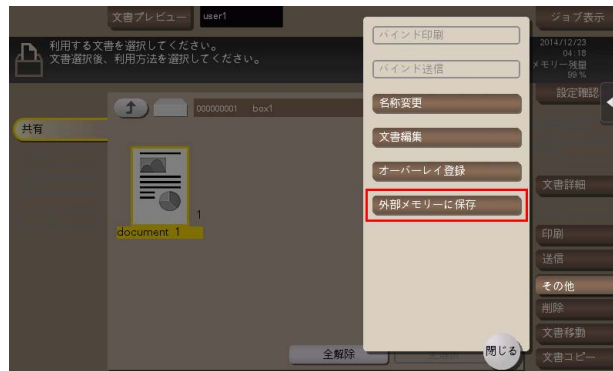 文書プレビュー
user1
ジョブ表示
利用する文書を選択してください。
文書選択後、利用方法を選択してください。
2014/12/23
04:18
メモリー残量
99 %
バインド印刷
バインド送信
名称変更
文書編集
オーバーレイ登録
外部メモリーに保存
閉じる
000000001 box1
共有
1
document 1
全解除
設定確認
文書詳細
印刷
送信
その他
削除
文書移動
文書コピー